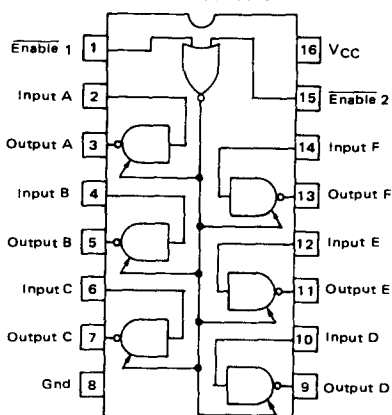 Enable 1 1
16 VCC
Input A 2
15 Enable 2
Output A 3
14 Input F
Input B 4
13 Output F
Output B 5
12 Input E
Input C 6
11 Output E
Output C 7
10 Input D
Gnd 8
9 Output D